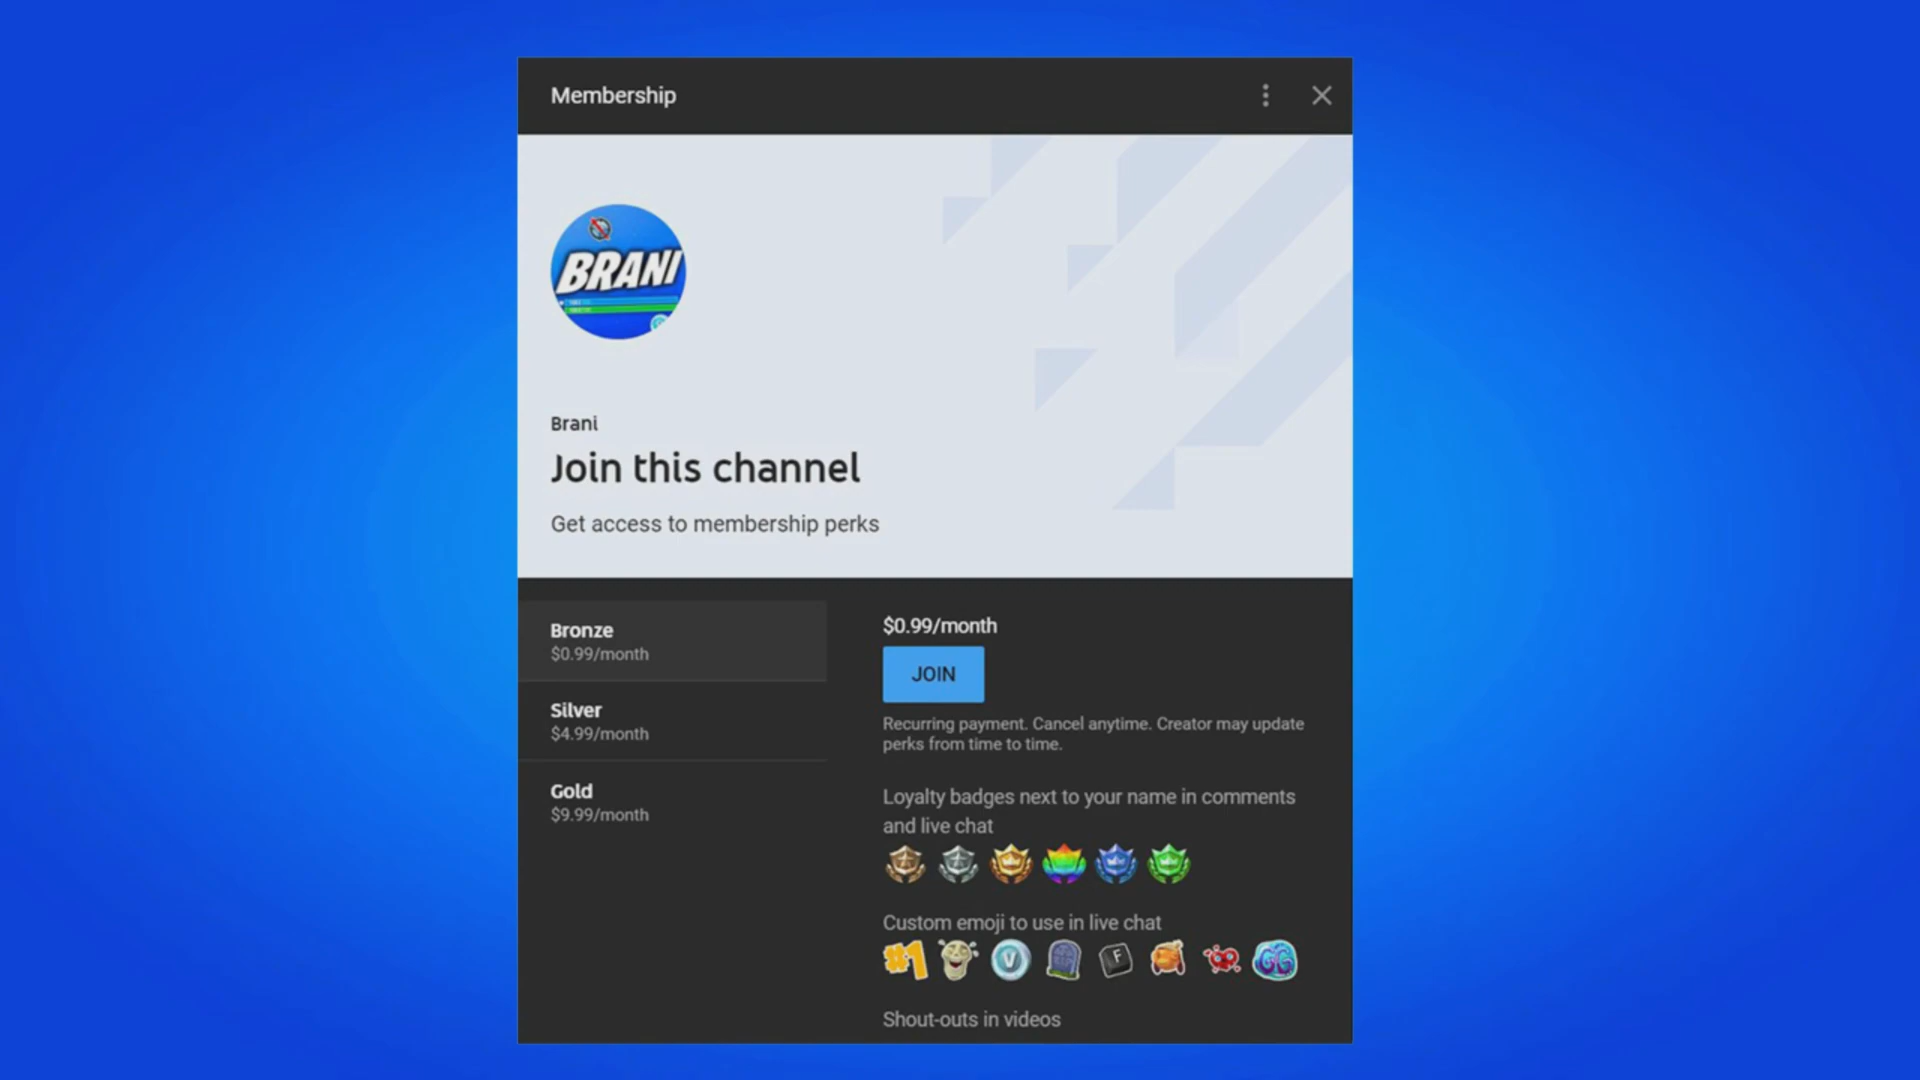 Membership
BRANI
Brani
Join this channel
Get access to membership perks
Bronze
$0.99/month
Silver
$4.99/month
Gold
$9.99/month
$0.99/month
JOIN
Recurring payment. Cancel anytime. Creator may update
perks from time to time.
Loyalty badges next to your name in comments
and live chat
Custom emoji to use in live chat
#1 V F GG
Shout-outs in videos